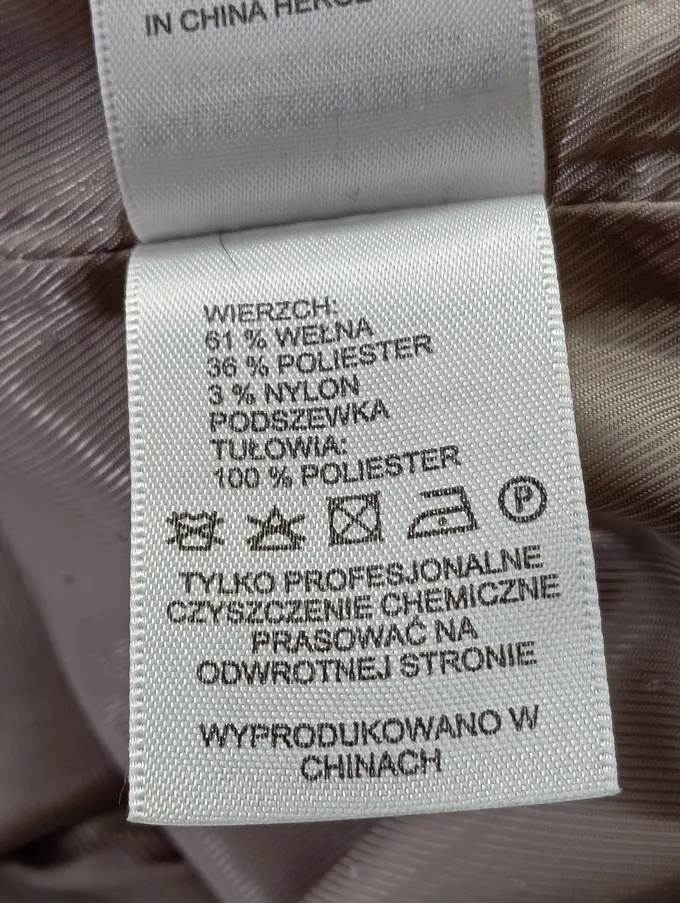 IN CHINA
WIERZCH:
61 % WEŁNA
36 % POLIESTER
3 % NYLON
PODSZEWKA
TUŁOWIA:
100 % POLIESTER
P
TYLKO PROFESJONALNE
CZYSZCZENIE CHEMICZNE
PRASOWAĆ NA
ODWROTNEJ STRONIE
WYPRODUKOWANO W
CHINACH